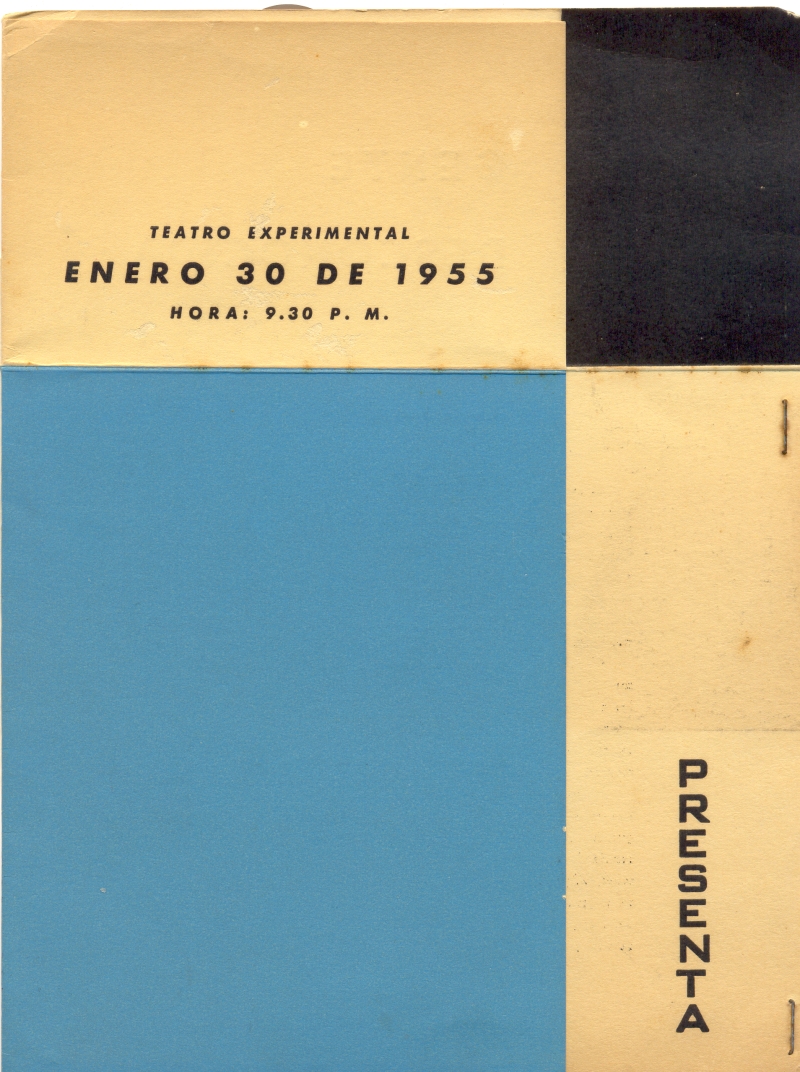 TEATRO EXPERIMENTAL
ENERO 30 DE 1955
HORA: 9.30 P. M.
PRESENTA